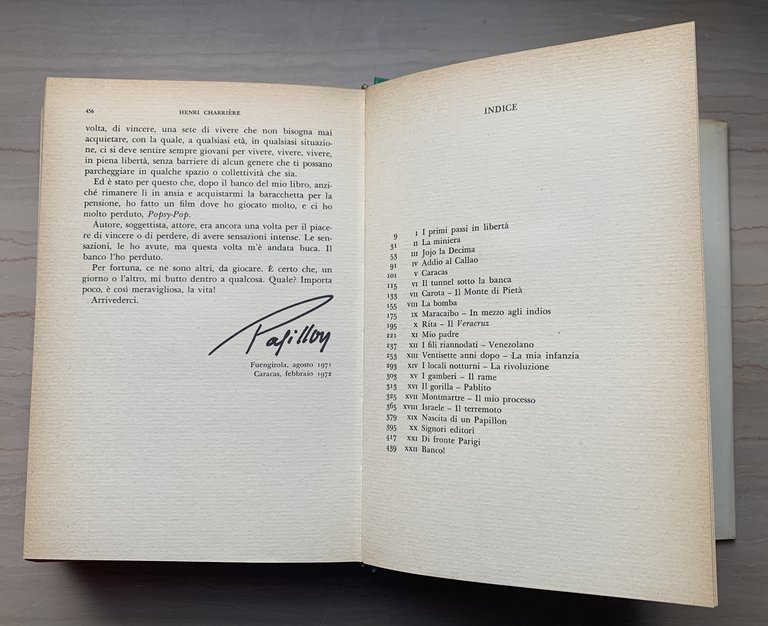 456
HENRI CHARRIÈRE
volta, di vincere, una sete di vivere che non bisogna mai
acquietare, con la quale, a qualsiasi età, in qualsiasi situazio-
ne, ci si deve sentire sempre giovani per vivere, vivere, vivere,
in piena libertà, senza barriere di alcun genere che ti possano
parcheggiare in qualche spazio o collettività che sia.
Ed è stato per questo che, dopo il banco del mio libro, anzi-
ché rimanere lì in ansia e acquistarmi la baracchetta per la
pensione, ho fatto un film dove ho giocato molto, e ci ho
molto perduto, Popsy-Pop.
Autore, soggettista, attore, era ancora una volta per il piace-
re di vincere o di perdere, di avere sensazioni intense. Le sen-
sazioni, le ho avute, ma questa volta m'è andata buca. Il
banco l'ho perduto.
Per fortuna, ce ne sono altri, da giocare. È certo che, un
giorno o l'altro, mi butto dentro a qualcosa. Quale? Importa
poco, è così meravigliosa, la vita!
Arrivederci.
Papillon
Fuengirola, agosto 1971
Caracas, febbraio 1972
INDICE
9 I I primi passi in libertà
31 II La miniera
53 III Jojo la Decima
91 IV Addio al Callao
101 V Caracas
115 VI Il tunnel sotto la banca
133 VII Carota – Il Monte di Pietà
155 VIII La bomba
175 IX Maracaibo – In mezzo agli indios
195 X Rita – Il Veracruz
221 XI Mio padre
237 XII I fili riannodati – Venezolano
253 XIII Ventisette anni dopo – La mia infanzia
293 XIV I locali notturni – La rivoluzione
303 XV I gamberi – Il rame
313 XVI Il gorilla – Pablito
325 XVII Montmartre – Il mio processo
365 XVIII Israele – Il terremoto
379 XIX Nascita di un Papillon
395 XX Signori editori
417 XXI Di fronte Parigi
439 XXII Banco!